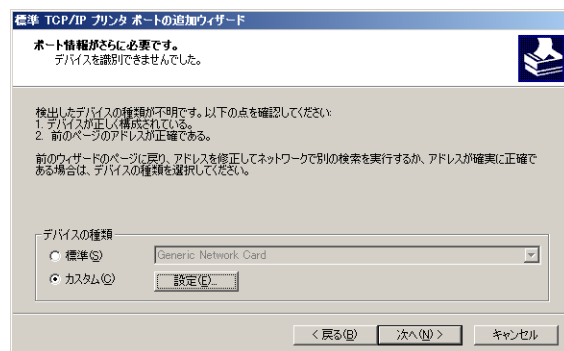 標準 TCP/IP プリンタ ポートの追加ウィザード
ポート情報がさらに必要です。
デバイスを識別できませんでした。
検出したデバイスの種類が不明です。以下の点を確認してください:
1. デバイスが正しく構成されている。
2. 前のページのアドレスが正確である。
前のウィザードのページに戻り、アドレスを修正してネットワークで別の検索を実行するか、アドレスが確実に正確で
ある場合は、デバイスの種類を選択してください。
デバイスの種類
標準(S)
Generic Network Card
カスタム(C)
設定(E)...
< 戻る(B)
次へ(N) >
キャンセル